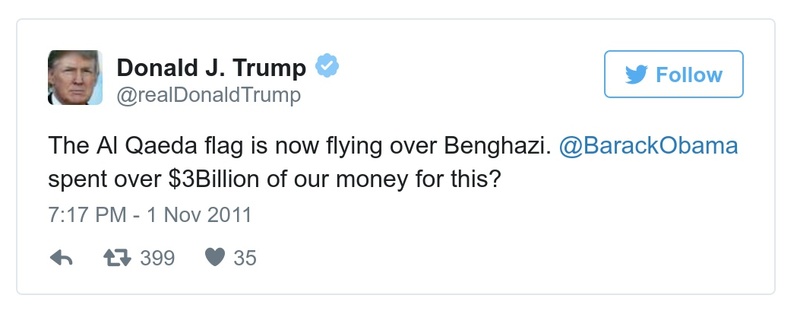 Donald J. Trump
@realDonaldTrump
Follow
The Al Qaeda flag is now flying over Benghazi. @BarackObama
spent over $3Billion of our money for this?
7:17 PM - 1 Nov 2011
399 35